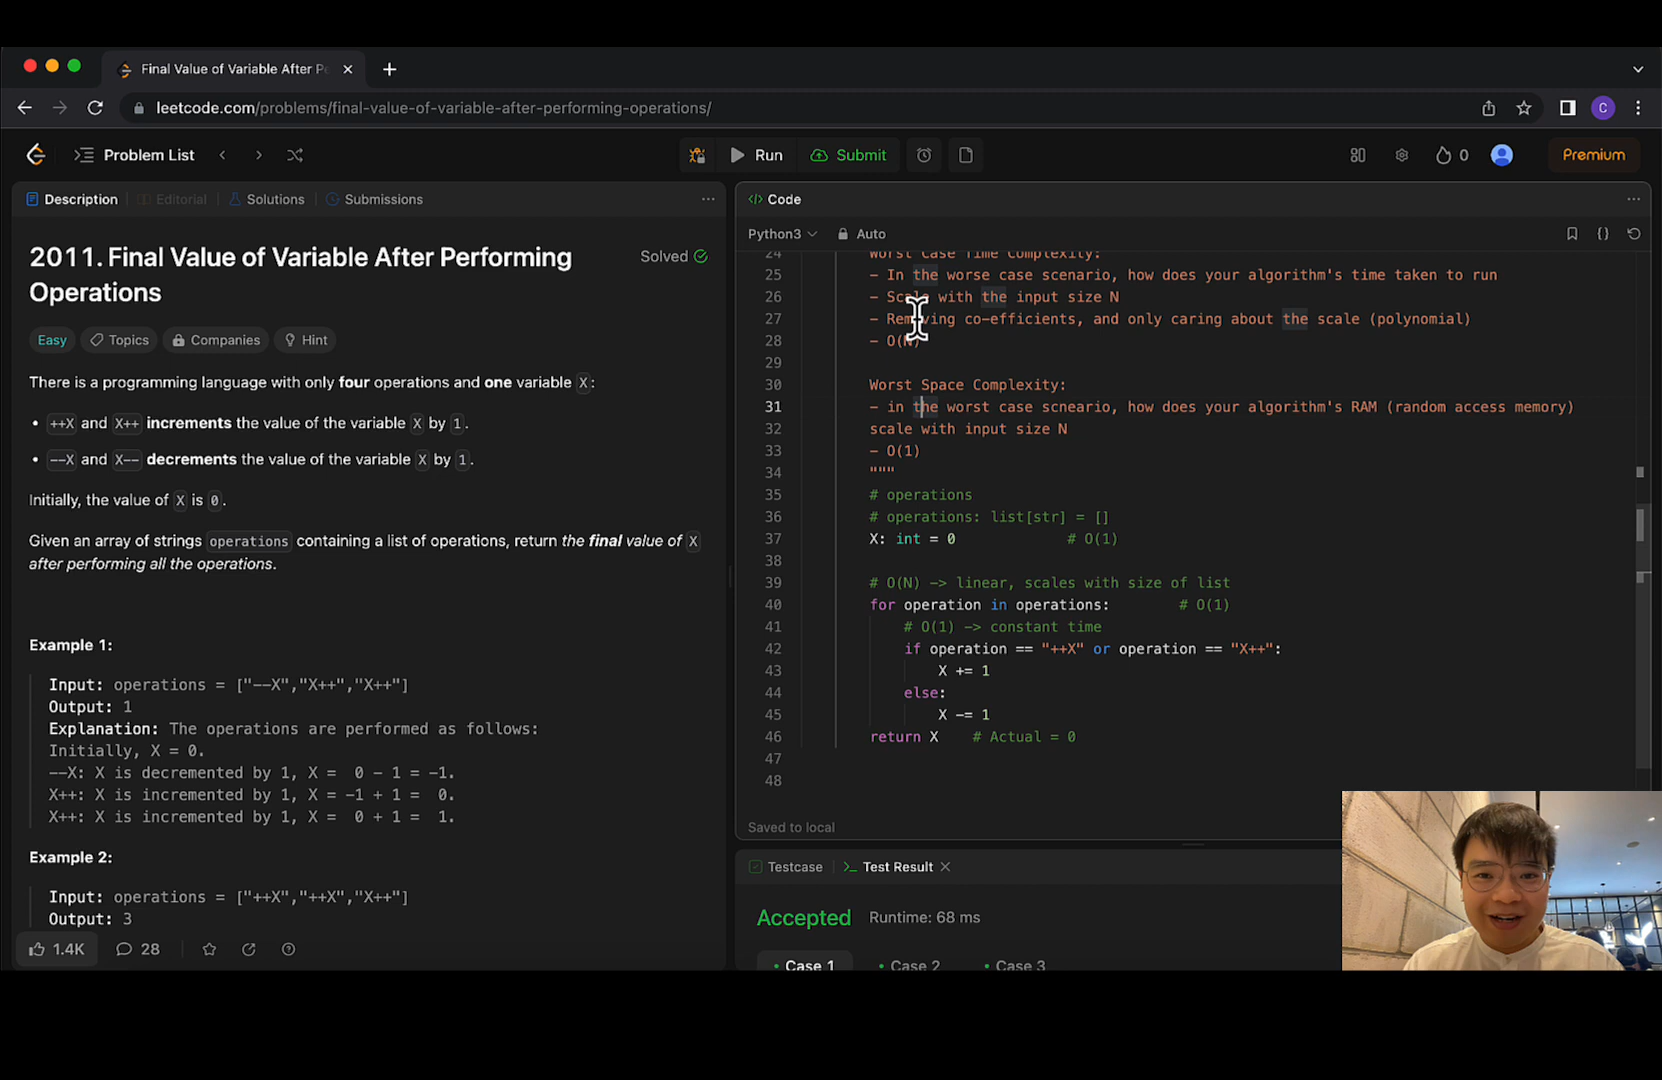 Final Value of Variable After Pe
leetcode.com/problems/final-value-of-variable-after-performing-operations/
C
Problem List
Run
Submit
0
Premium
Description
Editorial
Solutions
Submissions
2011. Final Value of Variable After Performing
Operations
Solved
Easy
Topics
Companies
Hint
There is a programming language with only four operations and one variable X:
• ++X and X++ increments the value of the variable X by 1.
• --X and X-- decrements the value of the variable X by 1.
Initially, the value of X is 0.
Given an array of strings operations containing a list of operations, return the final value of X
after performing all the operations.
Example 1:
Input: operations = ["--X","X++","X++"]
Output: 1
Explanation: The operations are performed as follows:
Initially, X = 0.
--X: X is decremented by 1, X =  0 - 1 = -1.
X++: X is incremented by 1, X = -1 + 1 =  0.
X++: X is incremented by 1, X =  0 + 1 =  1.
Example 2:
Input: operations = ["++X","++X","X++"]
Output: 3
1.4K
28
</> Code
Python3
Auto
24 Worst Case Time Complexity:
25 - In the worse case scenario, how does your algorithm's time taken to run
26 - Scale with the input size N
27 - Removing co-efficients, and only caring about the scale (polynomial)
28 - O(N)
29
30 Worst Space Complexity:
31 - in the worst case scneario, how does your algorithm's RAM (random access memory)
32 scale with input size N
33 - O(1)
34 """
35 # operations
36 # operations: list[str] = []
37 X: int = 0 # O(1)
38
39 # O(N) -> linear, scales with size of list
40 for operation in operations: # O(1)
41 # O(1) -> constant time
42 if operation == "++X" or operation == "X++":
43 X += 1
44 else:
45 X -= 1
46 return X # Actual = 0
47
48
Saved to local
Testcase
Test Result
Accepted
Runtime: 68 ms
• Case 1
• Case 2
• Case 3